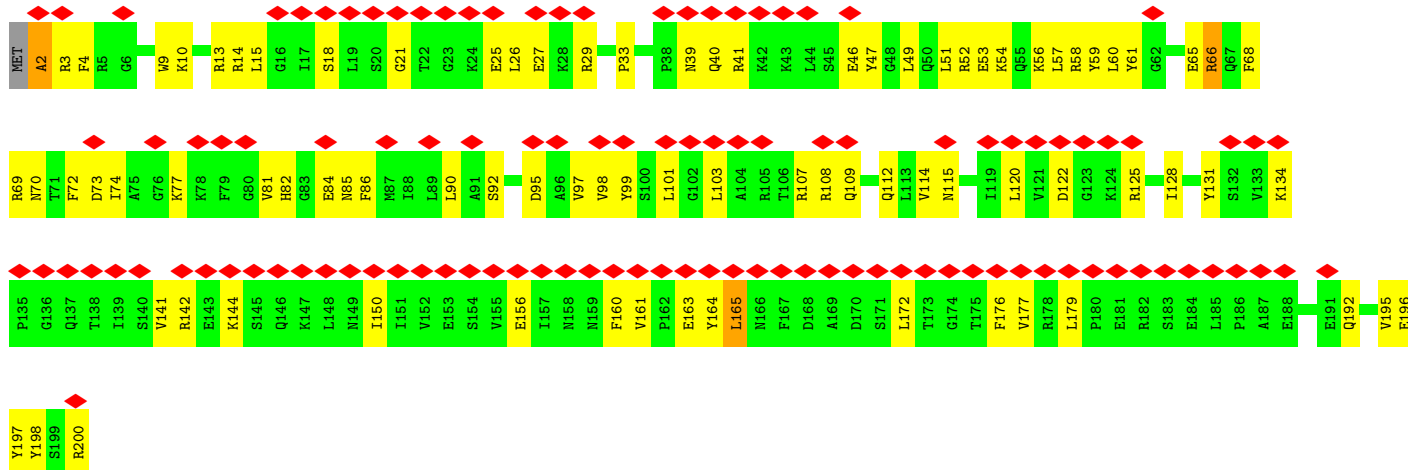 MET A2 R3 F4 R5 G6 W9 K10 R13 R14 L15 G16 I17 S18 L19 S20 G21 T22 G23 K24 E25 L26 E27 K28 R29 P33 P38 N39 Q40 R41 K42 K43 L44 S45 E46 Y47 G48 L49 Q50 L51 R52 E53 K54 Q55 K56 L57 R58 Y59 L60 Y61 G62 E65 R66 Q67 F68
R69 N70 T71 F72 D73 I74 A75 G76 K77 K78 F79 G80 V81 H82 G83 E84 N85 F86 M87 I88 L89 L90 A91 S92 D95 A96 V97 V98 Y99 S100 L101 G102 L103 A104 R105 T106 R107 R108 Q109 Q112 L113 V114 N115 I119 L120 V121 D122 G123 K124 R125 I128 Y131 S132 V133 K134
P135 G136 Q137 T138 I139 S140 V141 R142 E143 K144 S145 Q146 K147 L148 N149 I150 I151 V152 E153 S154 V155 E156 I157 N158 N159 F160 V161 P162 E163 Y164 L165 N166 F167 D168 A169 D170 S171 L172 T173 G174 T175 F176 V177 R178 L179 P180 E181 R182 S183 E184 L185 P186 A187 E188 E191 Q192 V195 E196
Y197 Y198 S199 R200